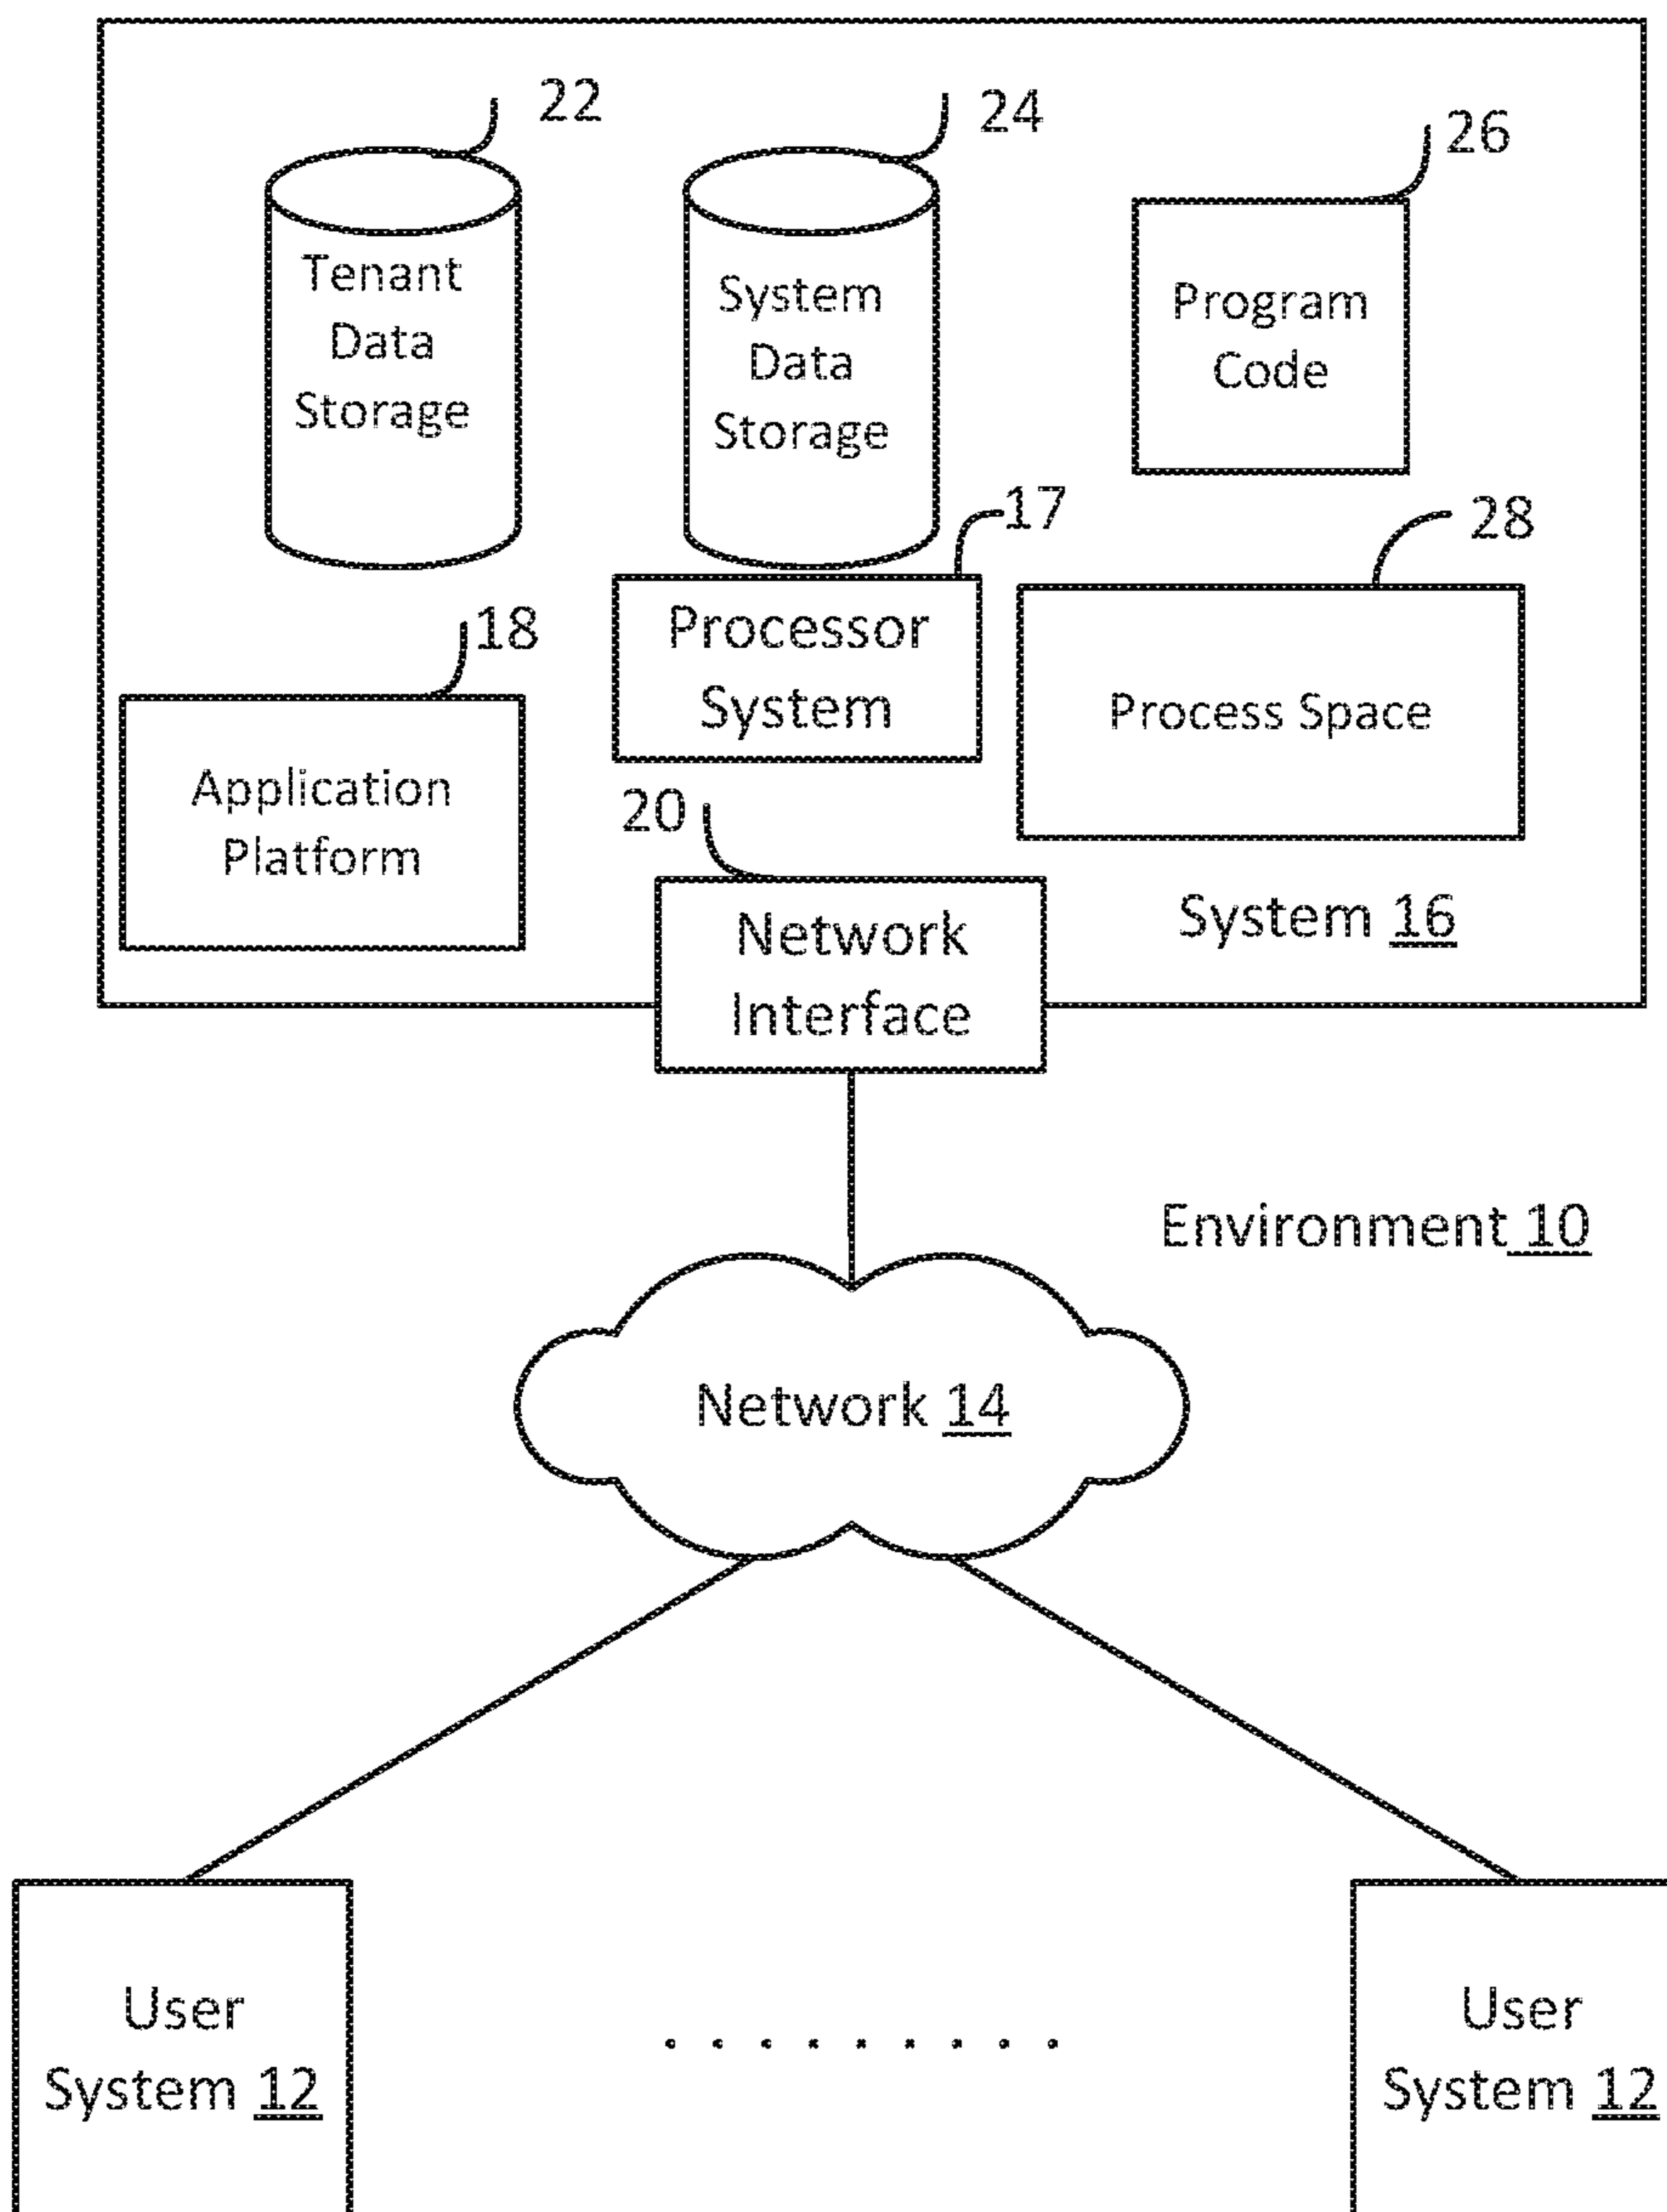 22
24
26
Tenant
Data
Storage
System
Data
Storage
Program
Code
17
28
18
Processor
System
Process Space
Application
Platform
20
Network
Interface
System 16
Environment 10
Network 14
User
System 12
User
System 12